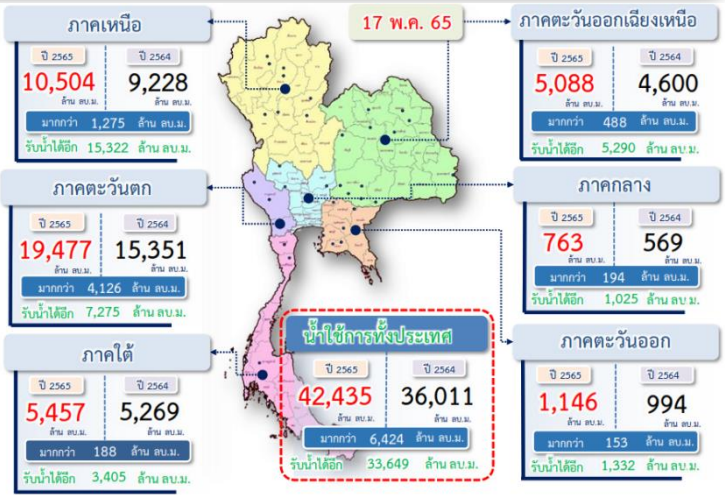 17 พ.ค. 65
ภาคเหนือ
ปี 2565 ปี 2564
10,504 9,228
ล้าน ลบ.ม. ล้าน ลบ.ม.
มากกว่า 1,275 ล้าน ลบ.ม.
รับน้ำได้อีก 15,322 ล้าน ลบ.ม.
ภาคตะวันออกเฉียงเหนือ
ปี 2565 ปี 2564
5,088 4,600
ล้าน ลบ.ม. ล้าน ลบ.ม.
มากกว่า 488 ล้าน ลบ.ม.
รับน้ำได้อีก 5,290 ล้าน ลบ.ม.
ภาคตะวันตก
ปี 2565 ปี 2564
19,477 15,351
ล้าน ลบ.ม. ล้าน ลบ.ม.
มากกว่า 4,126 ล้าน ลบ.ม.
รับน้ำได้อีก 7,275 ล้าน ลบ.ม.
ภาคกลาง
ปี 2565 ปี 2564
763 569
ล้าน ลบ.ม. ล้าน ลบ.ม.
มากกว่า 194 ล้าน ลบ.ม.
รับน้ำได้อีก 1,025 ล้าน ลบ.ม.
ภาคใต้
ปี 2565 ปี 2564
5,457 5,269
ล้าน ลบ.ม. ล้าน ลบ.ม.
มากกว่า 188 ล้าน ลบ.ม.
รับน้ำได้อีก 3,405 ล้าน ลบ.ม.
น้ำใช้การทั้งประเทศ
ปี 2565 ปี 2564
42,435 36,011
ล้าน ลบ.ม. ล้าน ลบ.ม.
มากกว่า 6,424 ล้าน ลบ.ม.
รับน้ำได้อีก 33,649 ล้าน ลบ.ม.
ภาคตะวันออก
ปี 2565 ปี 2564
1,146 994
ล้าน ลบ.ม. ล้าน ลบ.ม.
มากกว่า 153 ล้าน ลบ.ม.
รับน้ำได้อีก 1,332 ล้าน ลบ.ม.